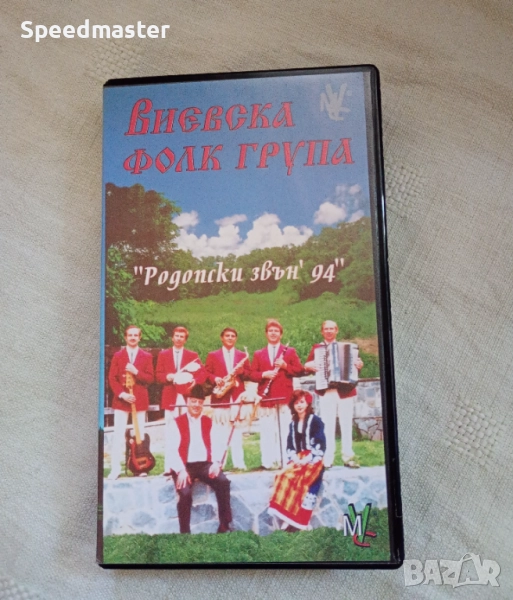 Speedmaster
Виевска
фолк група
"Родопски звън' 94"
BAZAR